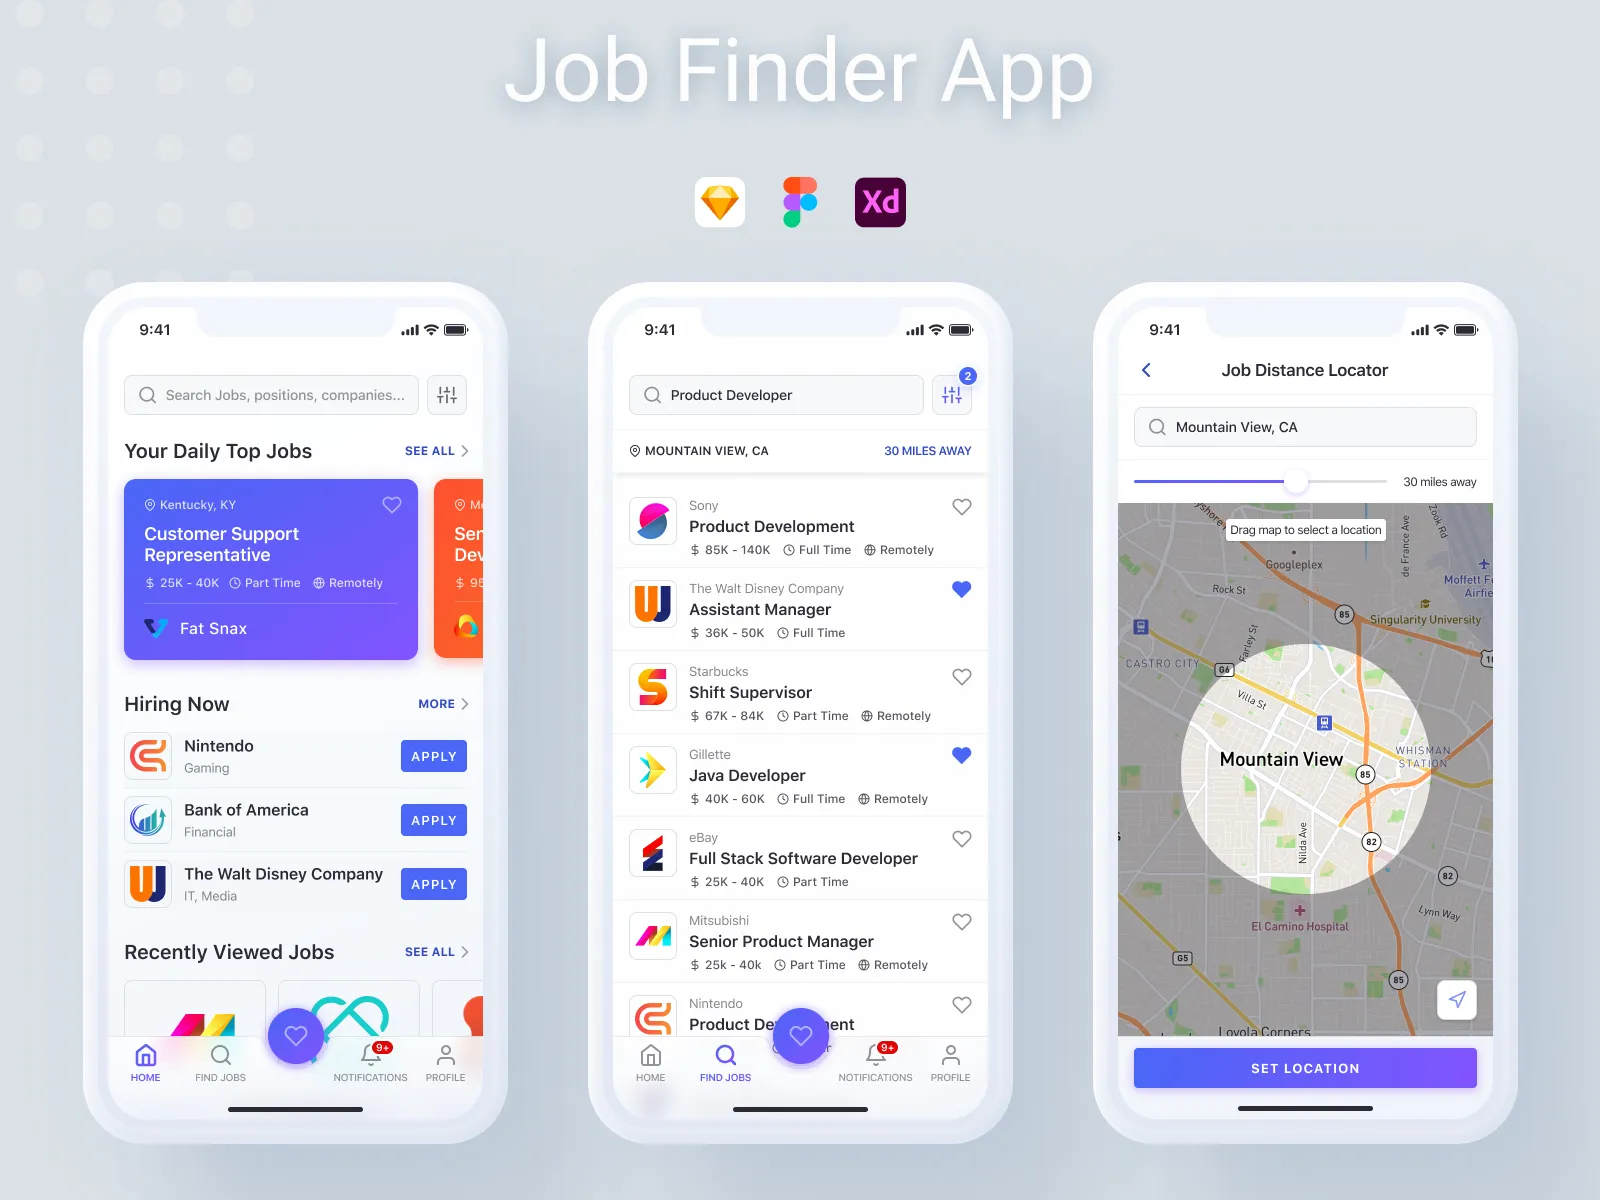 Job Finder App
Xd
9:41
Search Jobs, positions, companies...
Your Daily Top Jobs
SEE ALL
Kentucky, KY
Customer Support
Representative
25K - 40K
Part Time
Remotely
Fat Snax
Hiring Now
MORE
Nintendo
Gaming
APPLY
Bank of America
Financial
APPLY
The Walt Disney Company
IT, Media
APPLY
Recently Viewed Jobs
SEE ALL
9+
HOME
FIND JOBS
NOTIFICATIONS
PROFILE
9:41
2
Product Developer
MOUNTAIN VIEW, CA
30 MILES AWAY
Sony
Product Development
$ 85K - 140K
Full Time
Remotely
The Walt Disney Company
Assistant Manager
$ 36K - 50K
Full Time
Starbucks
Shift Supervisor
$ 67K - 84K
Part Time
Remotely
Gillette
Java Developer
$ 40K - 60K
Full Time
Remotely
eBay
Full Stack Software Developer
$ 25K - 40K
Part Time
Mitsubishi
Senior Product Manager
$ 25k - 40k
Part Time
Remotely
Nintendo
9+
HOME
FIND JOBS
NOTIFICATIONS
PROFILE
9:41
Job Distance Locator
Mountain View, CA
30 miles away
Drag map to select a location
Zook Rd
de France Ave
Googleplex
Rock St
85
Singularity University
Farley St
CASTRO CITY
G6
Villa St
Mountain View
WHISMAN
STATION
85
Nilda Ave
82
82
Lynn Way
El Camino Hospital
G5
85
Loyola Corners
SET LOCATION